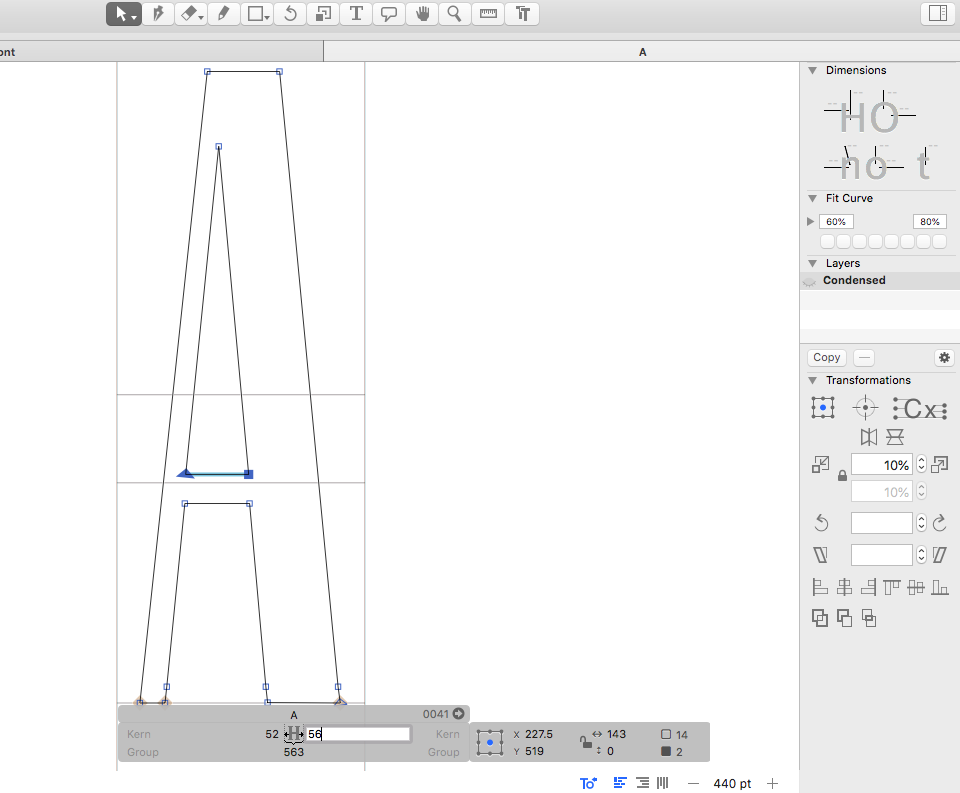 T
ont
A
Dimensions
HO
no t
Fit Curve
60% 80%
Layers
Condensed
Copy
Transformations
Cx
10%
10%
A 0041
Kern 52 H 56 Kern
Group 563 Group
X 227.5 143 14
Y 519 0 2
To 440 pt